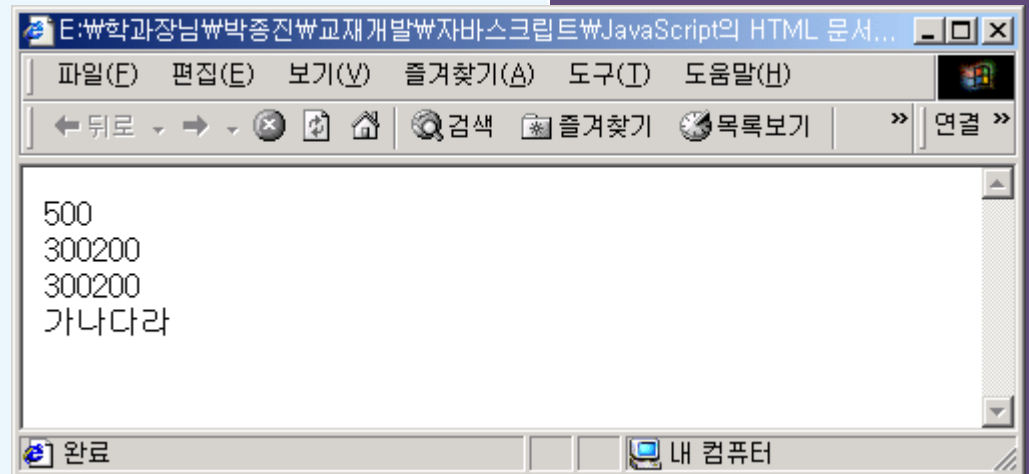 E:₩학과장님₩박종진₩교재개발₩자바스크립트₩JavaScript의 HTML 문서...
파일(F) 편집(E) 보기(V) 즐겨찾기(A) 도구(T) 도움말(H)
뒤로 검색 즐겨찾기 목록보기 » 연결 »
500
300200
300200
가나다라
완료 내 컴퓨터